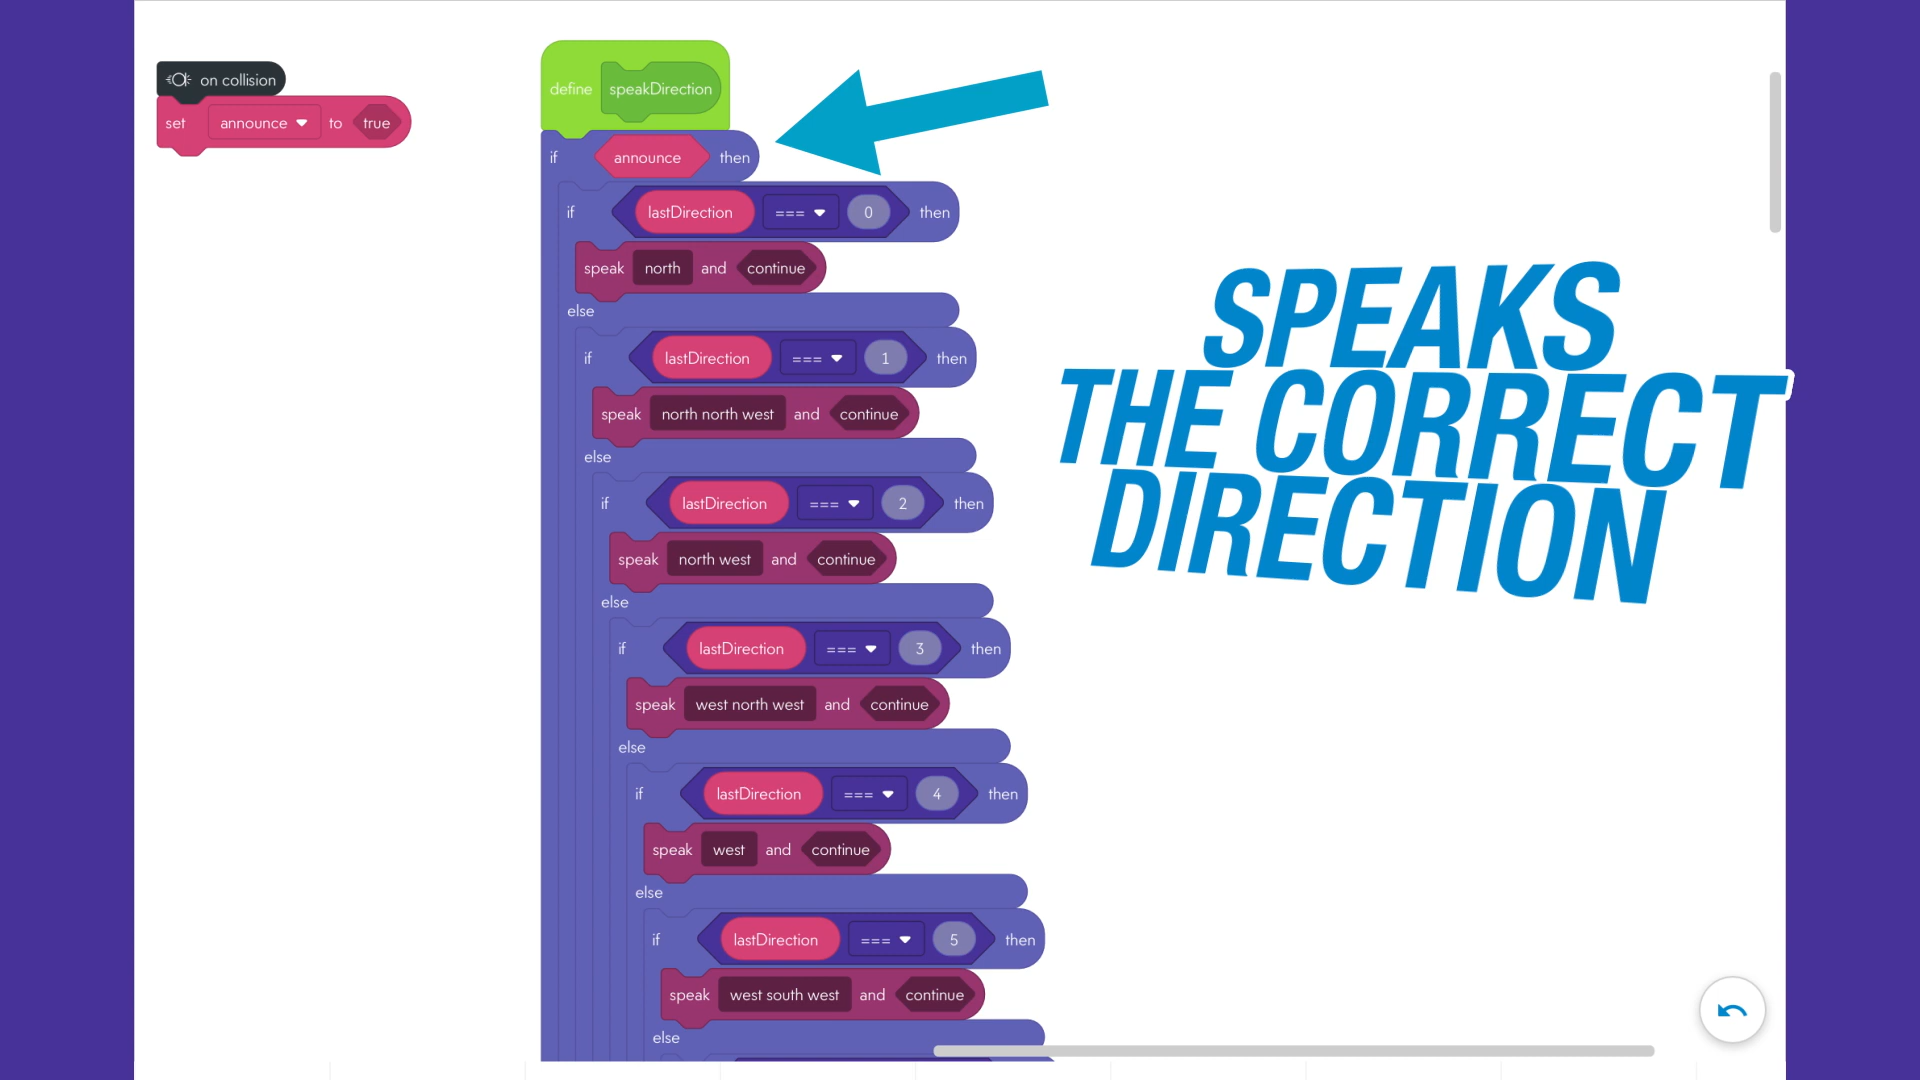 on collision
set announce to true
define speakDirection
if announce then
if lastDirection === 0 then
speak north and continue
else
if lastDirection === 1 then
speak north north west and continue
else
if lastDirection === 2 then
speak north west and continue
else
if lastDirection === 3 then
speak west north west and continue
else
if lastDirection === 4 then
speak west and continue
else
if lastDirection === 5 then
speak west south west and continue
else
SPEAKS
THE CORRECT
DIRECTION